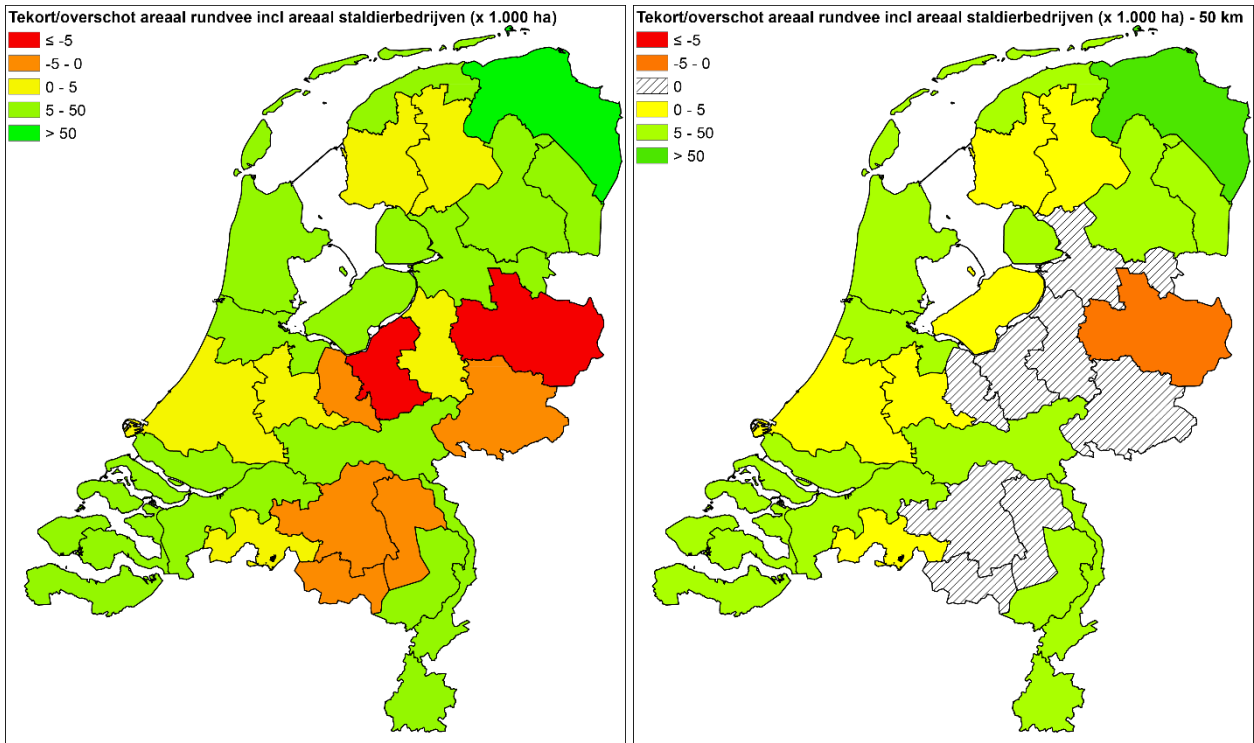 Tekort/overschot areaal rundvee incl areaal staldierbedrijven (x 1.000 ha)
≤ -5
-5 - 0
0 - 5
5 - 50
> 50
Tekort/overschot areaal rundvee incl areaal staldierbedrijven (x 1.000 ha) - 50 km
≤ -5
-5 - 0
0
0 - 5
5 - 50
> 50